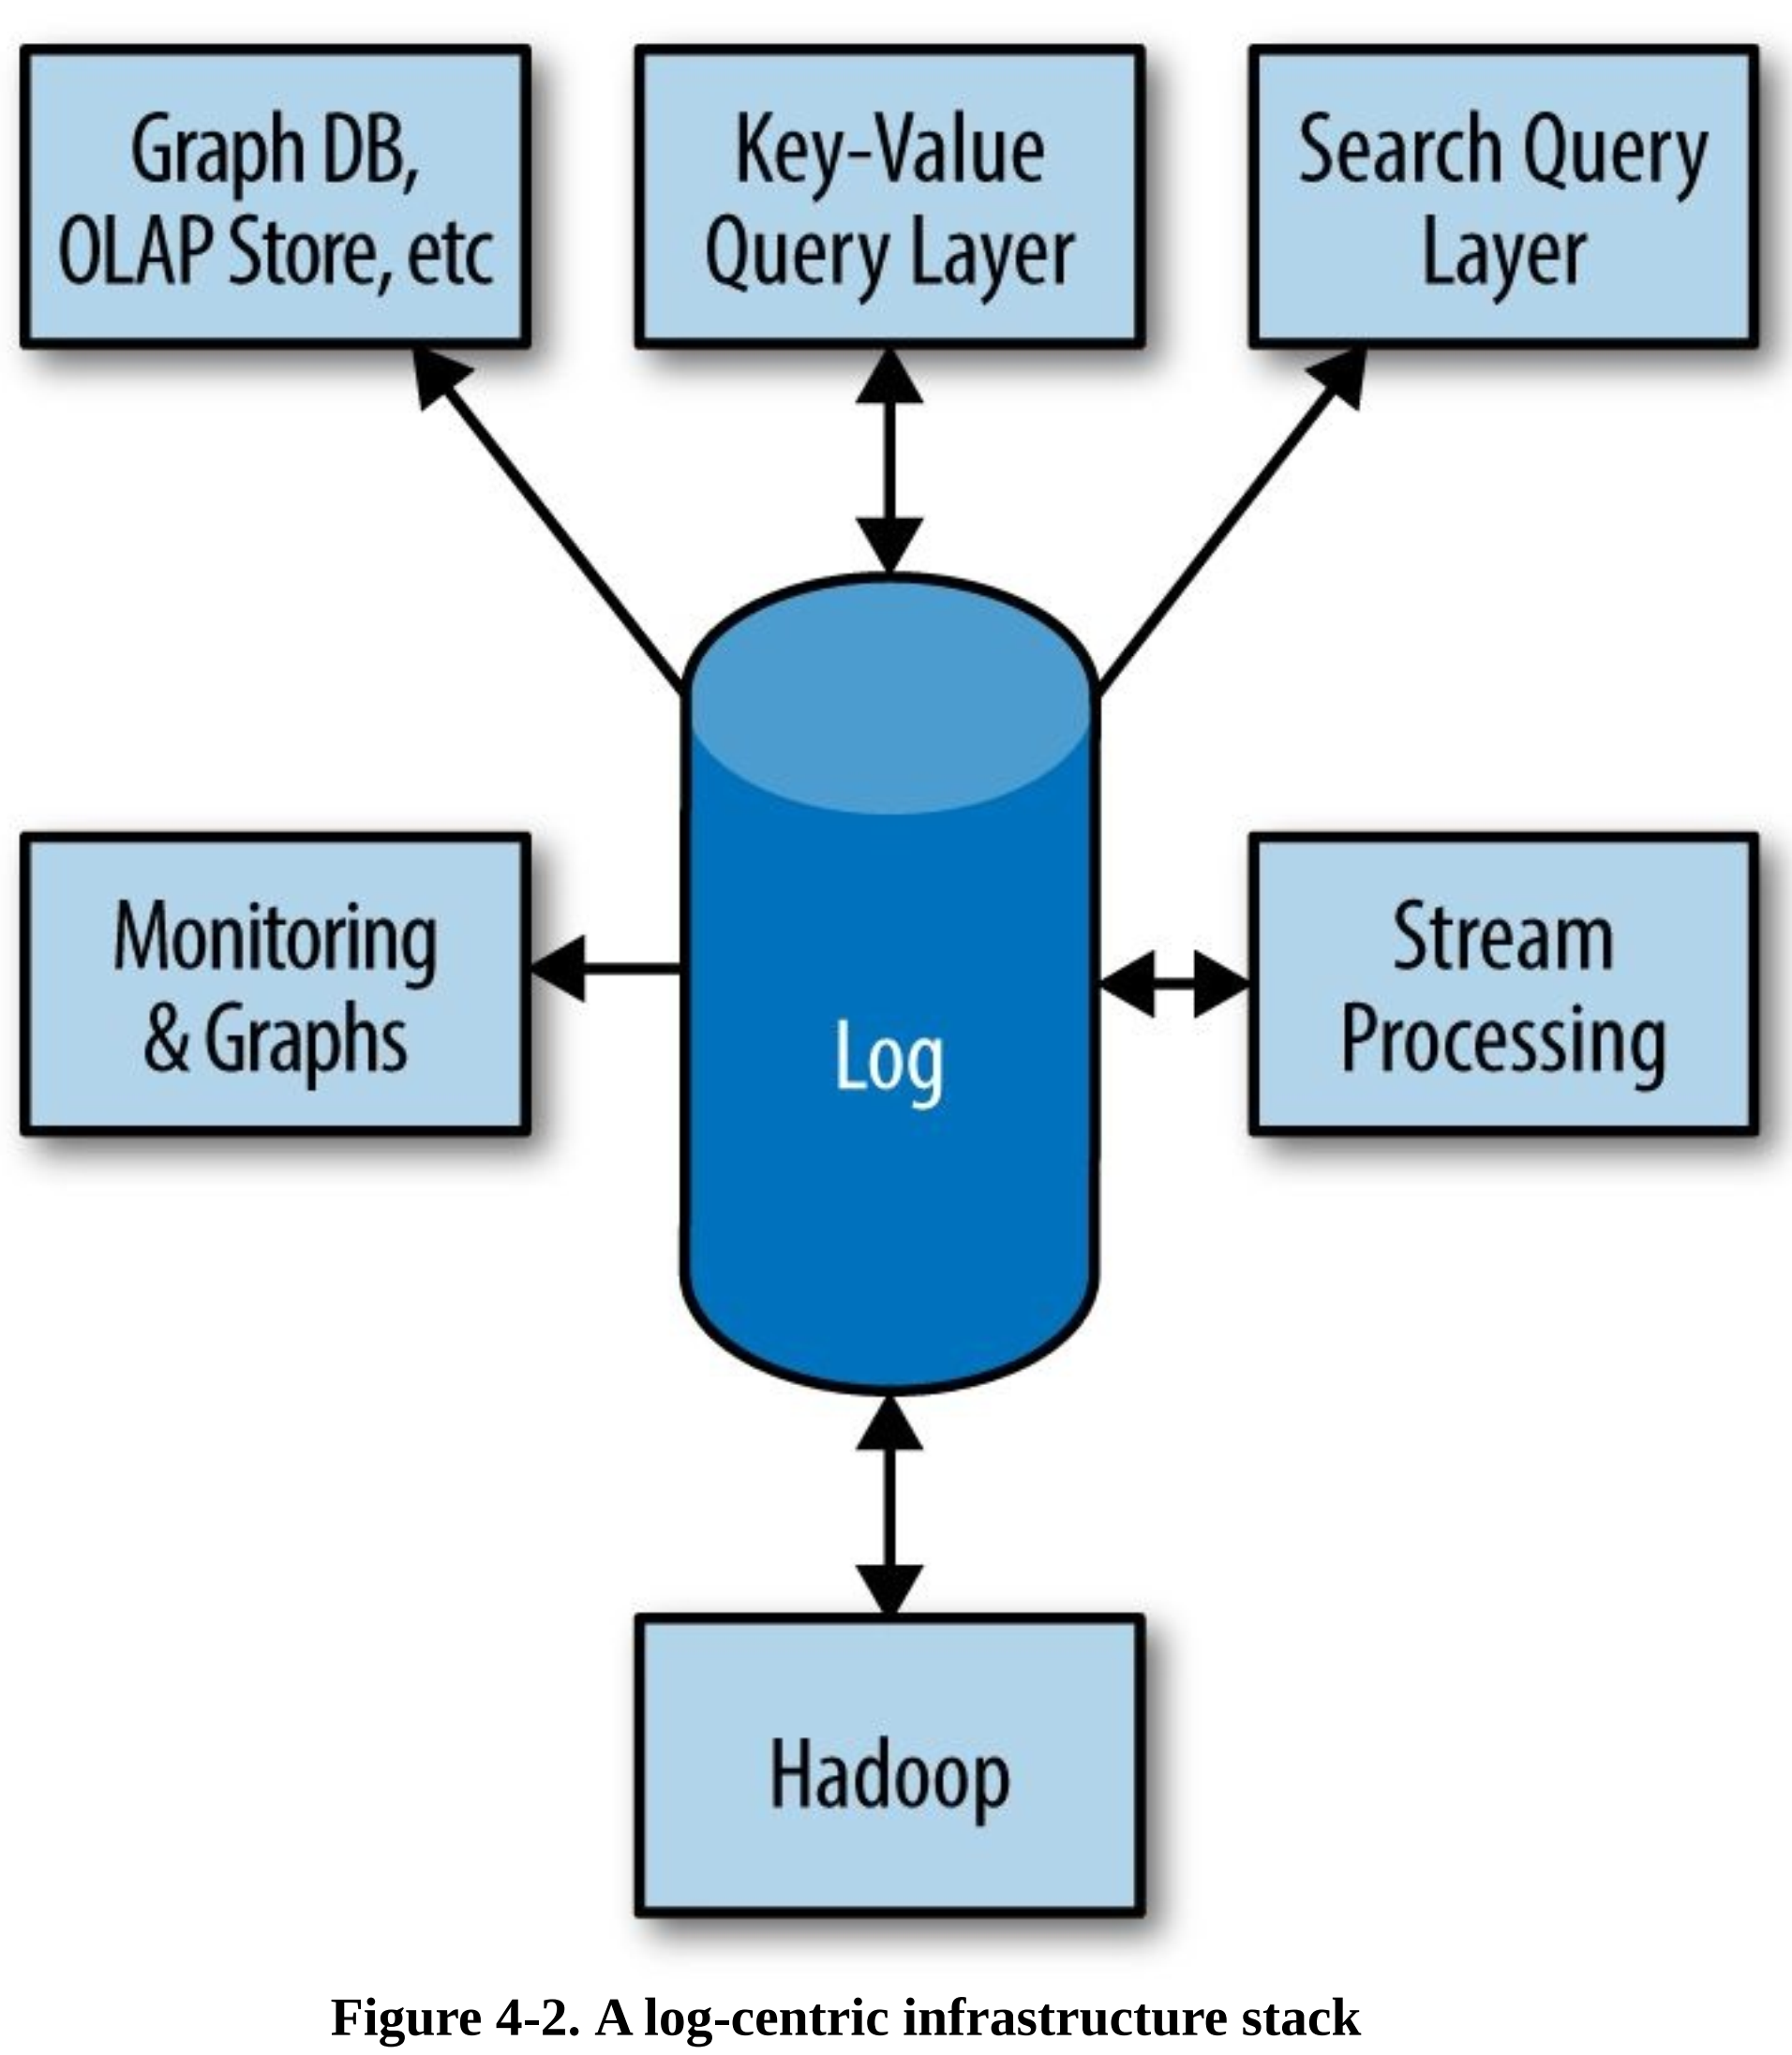 Graph DB,
OLAP Store, etc
Key-Value
Query Layer
Search Query
Layer
Monitoring
& Graphs
Log
Stream
Processing
Hadoop
Figure 4-2. A log-centric infrastructure stack